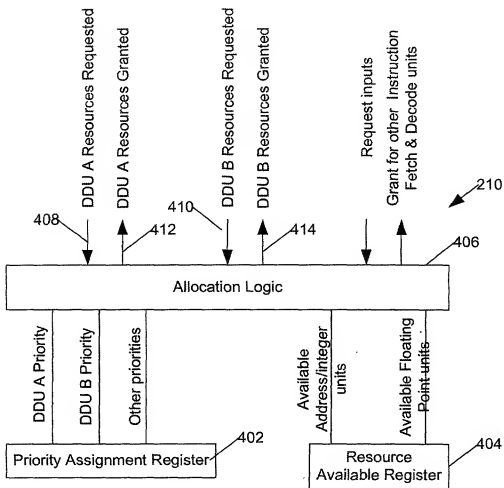 DDU A Resources Requested
DDU A Resources Granted
DDU B Resources Requested
DDU B Resources Granted
Request inputs
Grant for other Instruction
Fetch & Decode units
408
412
410
414
210
406
Allocation Logic
DDU A Priority
DDU B Priority
Other priorities
Available
Address/integer
units
Available Floating
Point units
402
Priority Assignment Register
404
Resource
Available Register